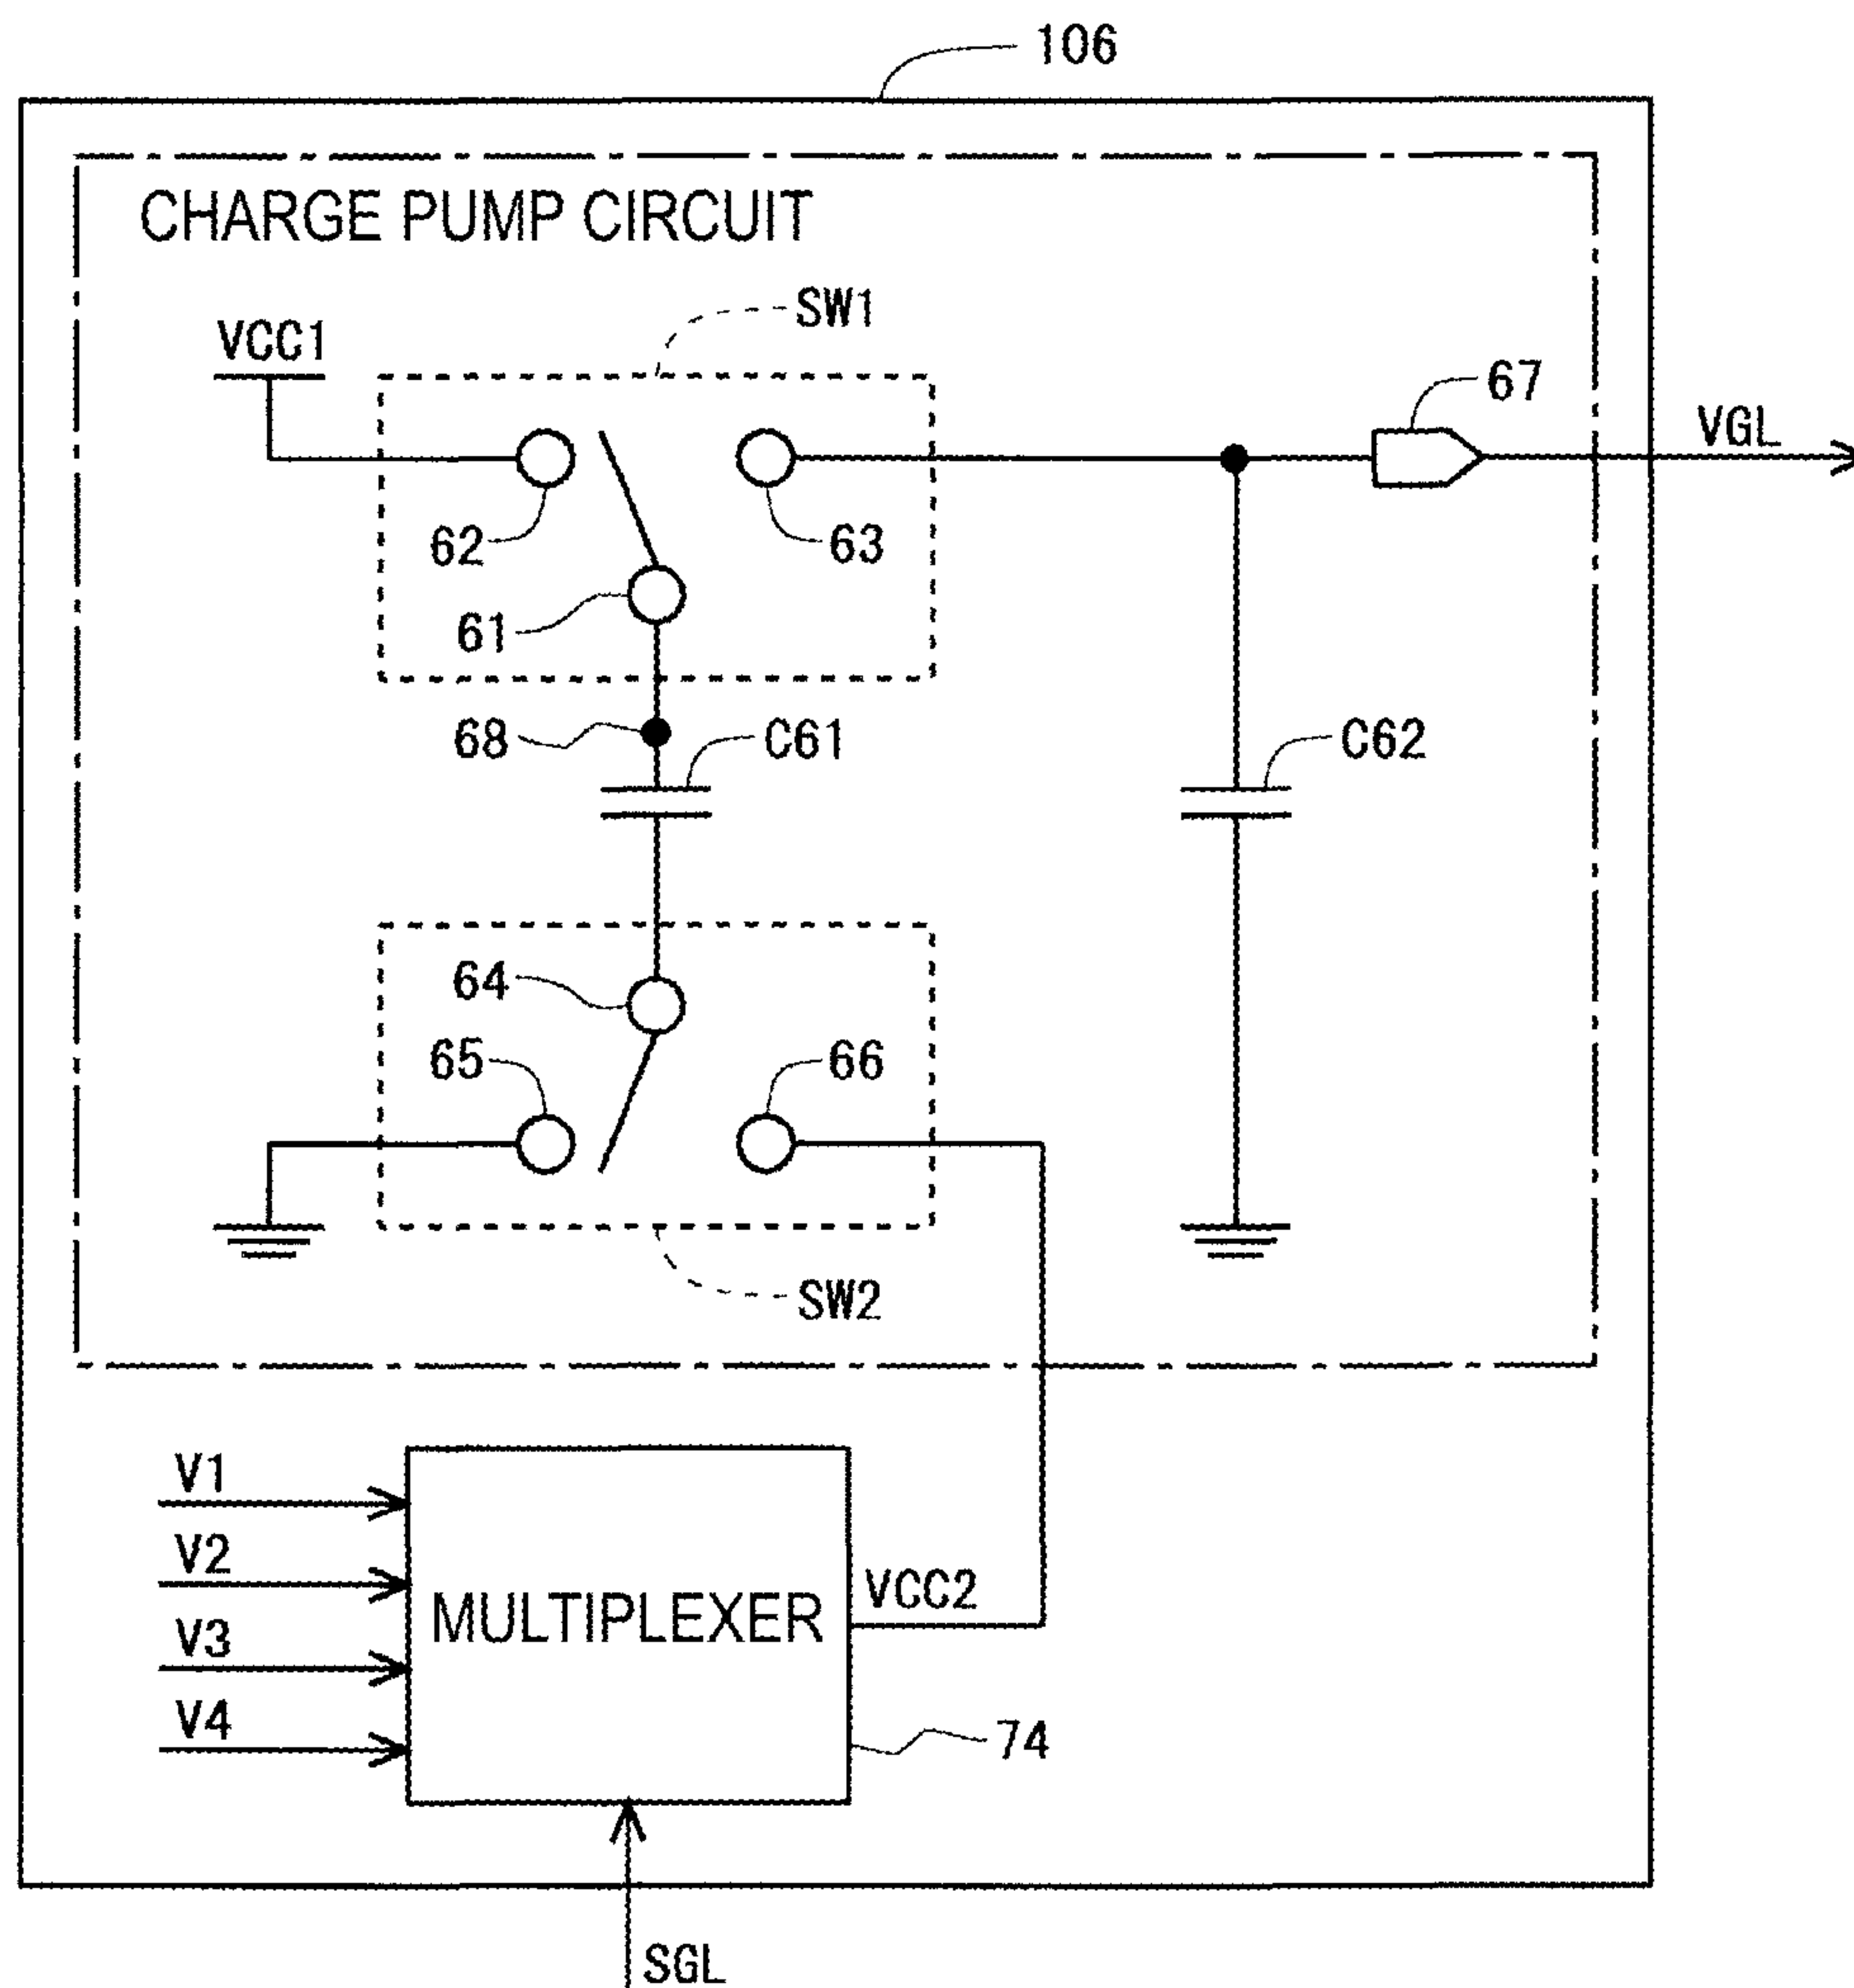 106
CHARGE PUMP CIRCUIT
SW1
VCC1
67
VGL
62
63
61
68
C61
C62
64
65
66
SW2
V1
V2
VCC2
MULTIPLEXER
V3
V4
74
SGL